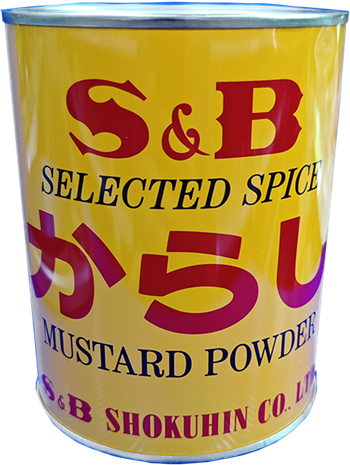 S&B
SELECTED SPICE
からし
MUSTARD POWDER
S&B SHOKUHIN CO., LTD